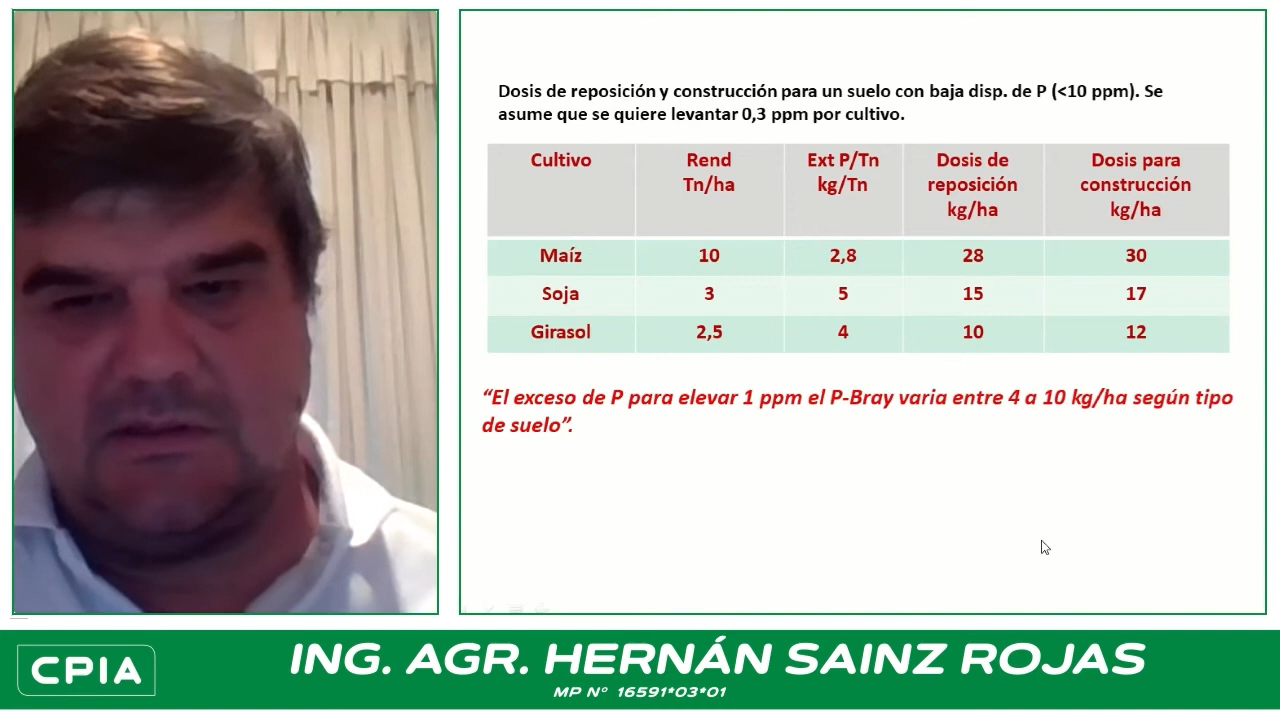 Dosis de reposición y construcción para un suelo con baja disp. de P (<10 ppm). Se
asume que se quiere levantar 0,3 ppm por cultivo.
Cultivo Rend Tn/ha Ext P/Tn kg/Tn Dosis de reposición kg/ha Dosis para construcción kg/ha
Maíz 10 2,8 28 30
Soja 3 5 15 17
Girasol 2,5 4 10 12
“El exceso de P para elevar 1 ppm el P-Bray varia entre 4 a 10 kg/ha según tipo
de suelo”.
CPIA
ING. AGR. HERNÁN SAINZ ROJAS
MP Nº 16591*03*01